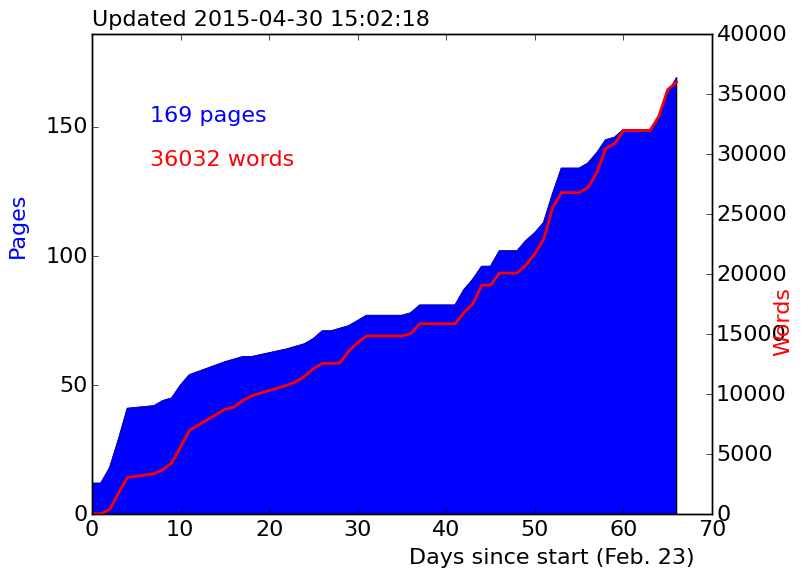 Updated 2015-04-30 15:02:18
169 pages
36032 words
Pages
150
100
50
0
40000
35000
30000
25000
20000
15000
10000
5000
0
Words
0 10 20 30 40 50 60 70
Days since start (Feb. 23)